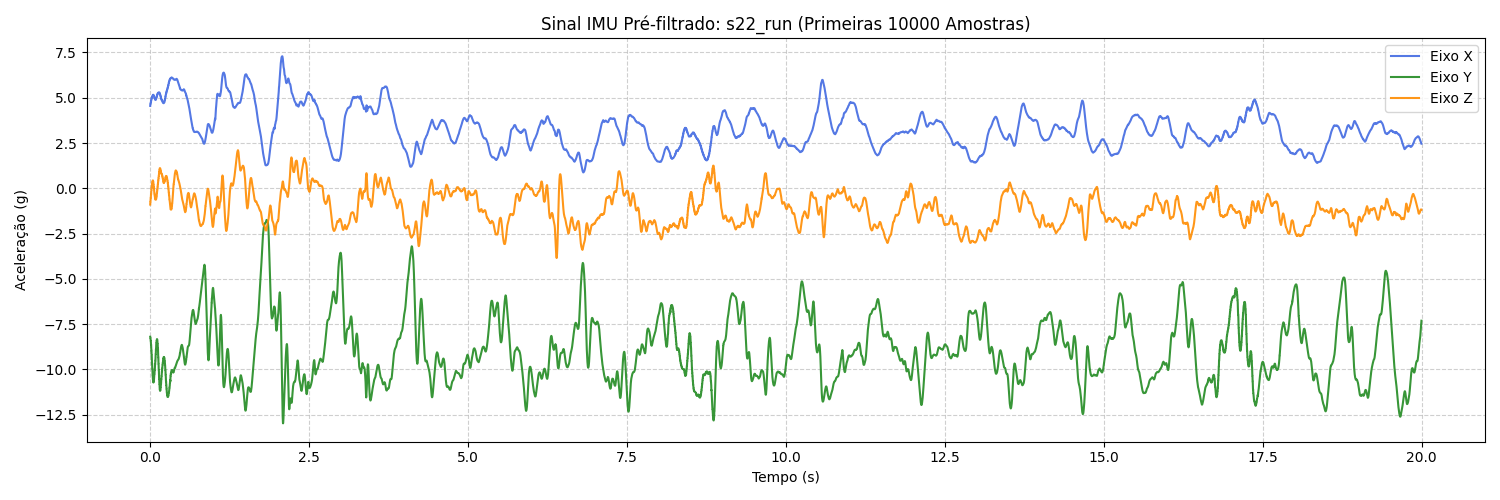 Sinal IMU Pré-filtrado: s22_run (Primeiras 10000 Amostras)
Eixo X
Eixo Y
Eixo Z
Aceleração (g)
7.5
5.0
2.5
0.0
−2.5
−5.0
−7.5
−10.0
−12.5
0.0 2.5 5.0 7.5 10.0 12.5 15.0 17.5 20.0
Tempo (s)